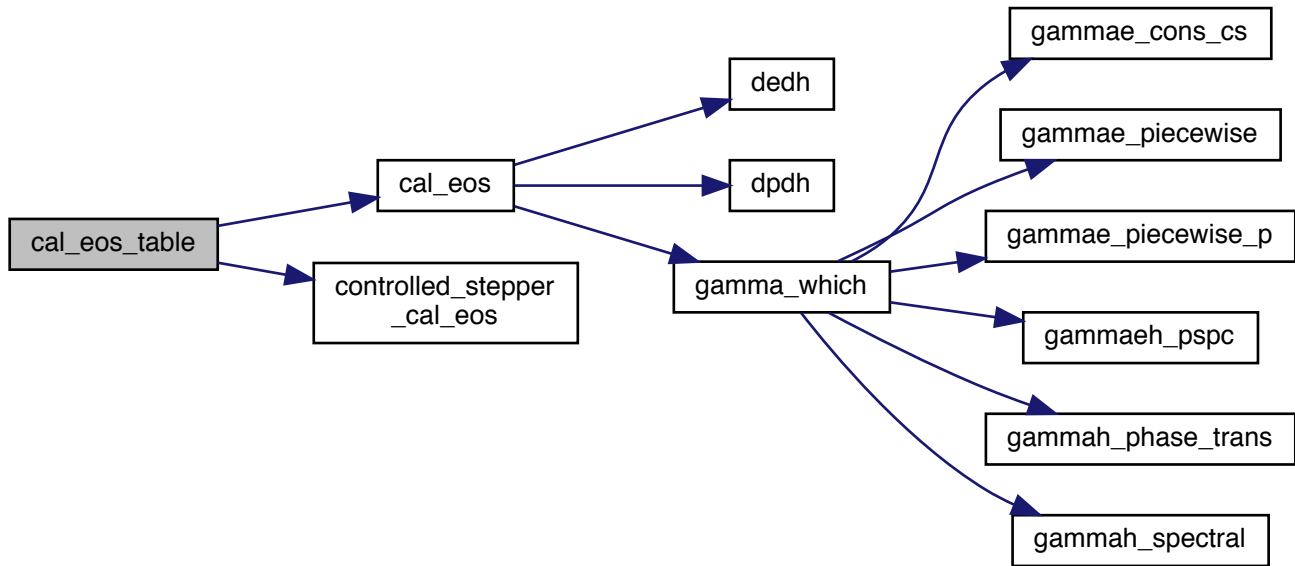 cal_eos_table
cal_eos
controlled_stepper
_cal_eos
dedh
dpdh
gamma_which
gammae_cons_cs
gammae_piecewise
gammae_piecewise_p
gammaeh_pspc
gammah_phase_trans
gammah_spectral